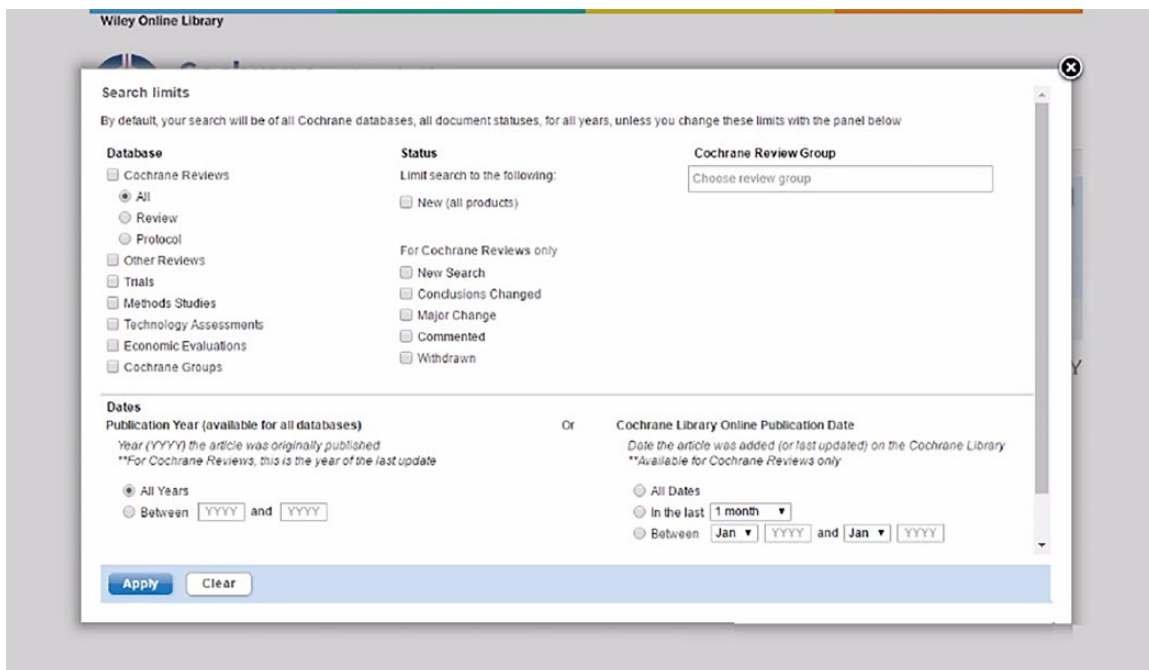 Wiley Online Library
Search limits
By default, your search will be of all Cochrane databases, all document statuses, for all years, unless you change these limits with the panel below
Database
Cochrane Reviews
All
Review
Protocol
Other Reviews
Trials
Methods Studies
Technology Assessments
Economic Evaluations
Cochrane Groups
Status
Limit search to the following:
New (all products)
For Cochrane Reviews only
New Search
Conclusions Changed
Major Change
Commented
Withdrawn
Cochrane Review Group
Choose review group
Dates
Publication Year (available for all databases)
Year (YYYY) the article was originally published
**For Cochrane Reviews, this is the year of the last update
All Years
Between YYYY and YYYY
Or
Cochrane Library Online Publication Date
Date the article was added (or last updated) on the Cochrane Library
**Available for Cochrane Reviews only
All Dates
In the last 1 month
Between Jan YYYY and Jan YYYY
Apply Clear